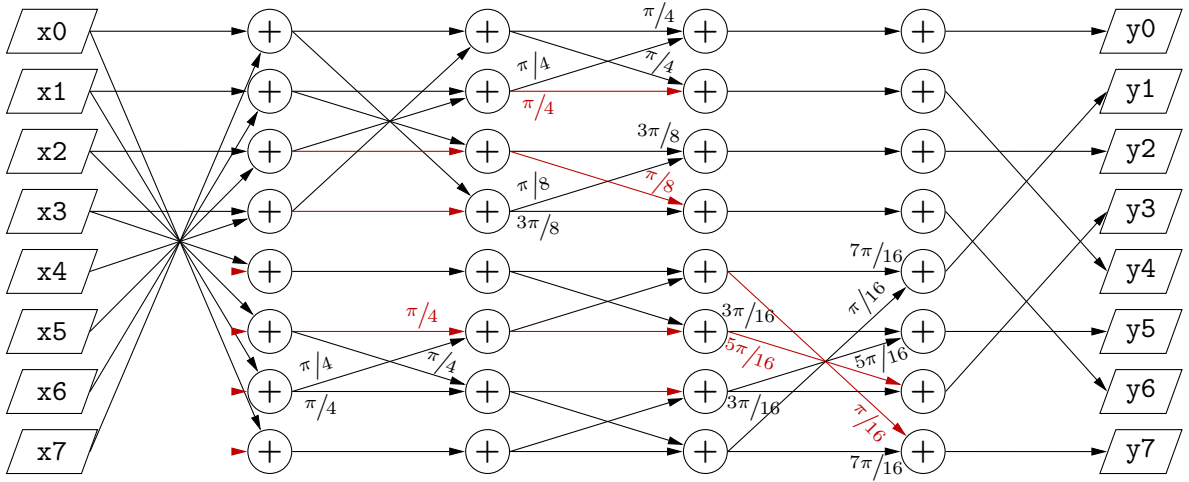 x0 + + π/4 + + y0
π/4 π/4
x1 + + + + y1
π/4
x2 + + 3π/8 + + y2
π/8 π/8
x3 + + 3π/8 + + y3
x4 + + + 7π/16 + y4
π/4 π/16
x5 + + 3π/16 + + y5
π/4 π/4 5π/16 5π/16
x6 + π/4 + + 3π/16 + y6
π/16
x7 + + + 7π/16 + y7